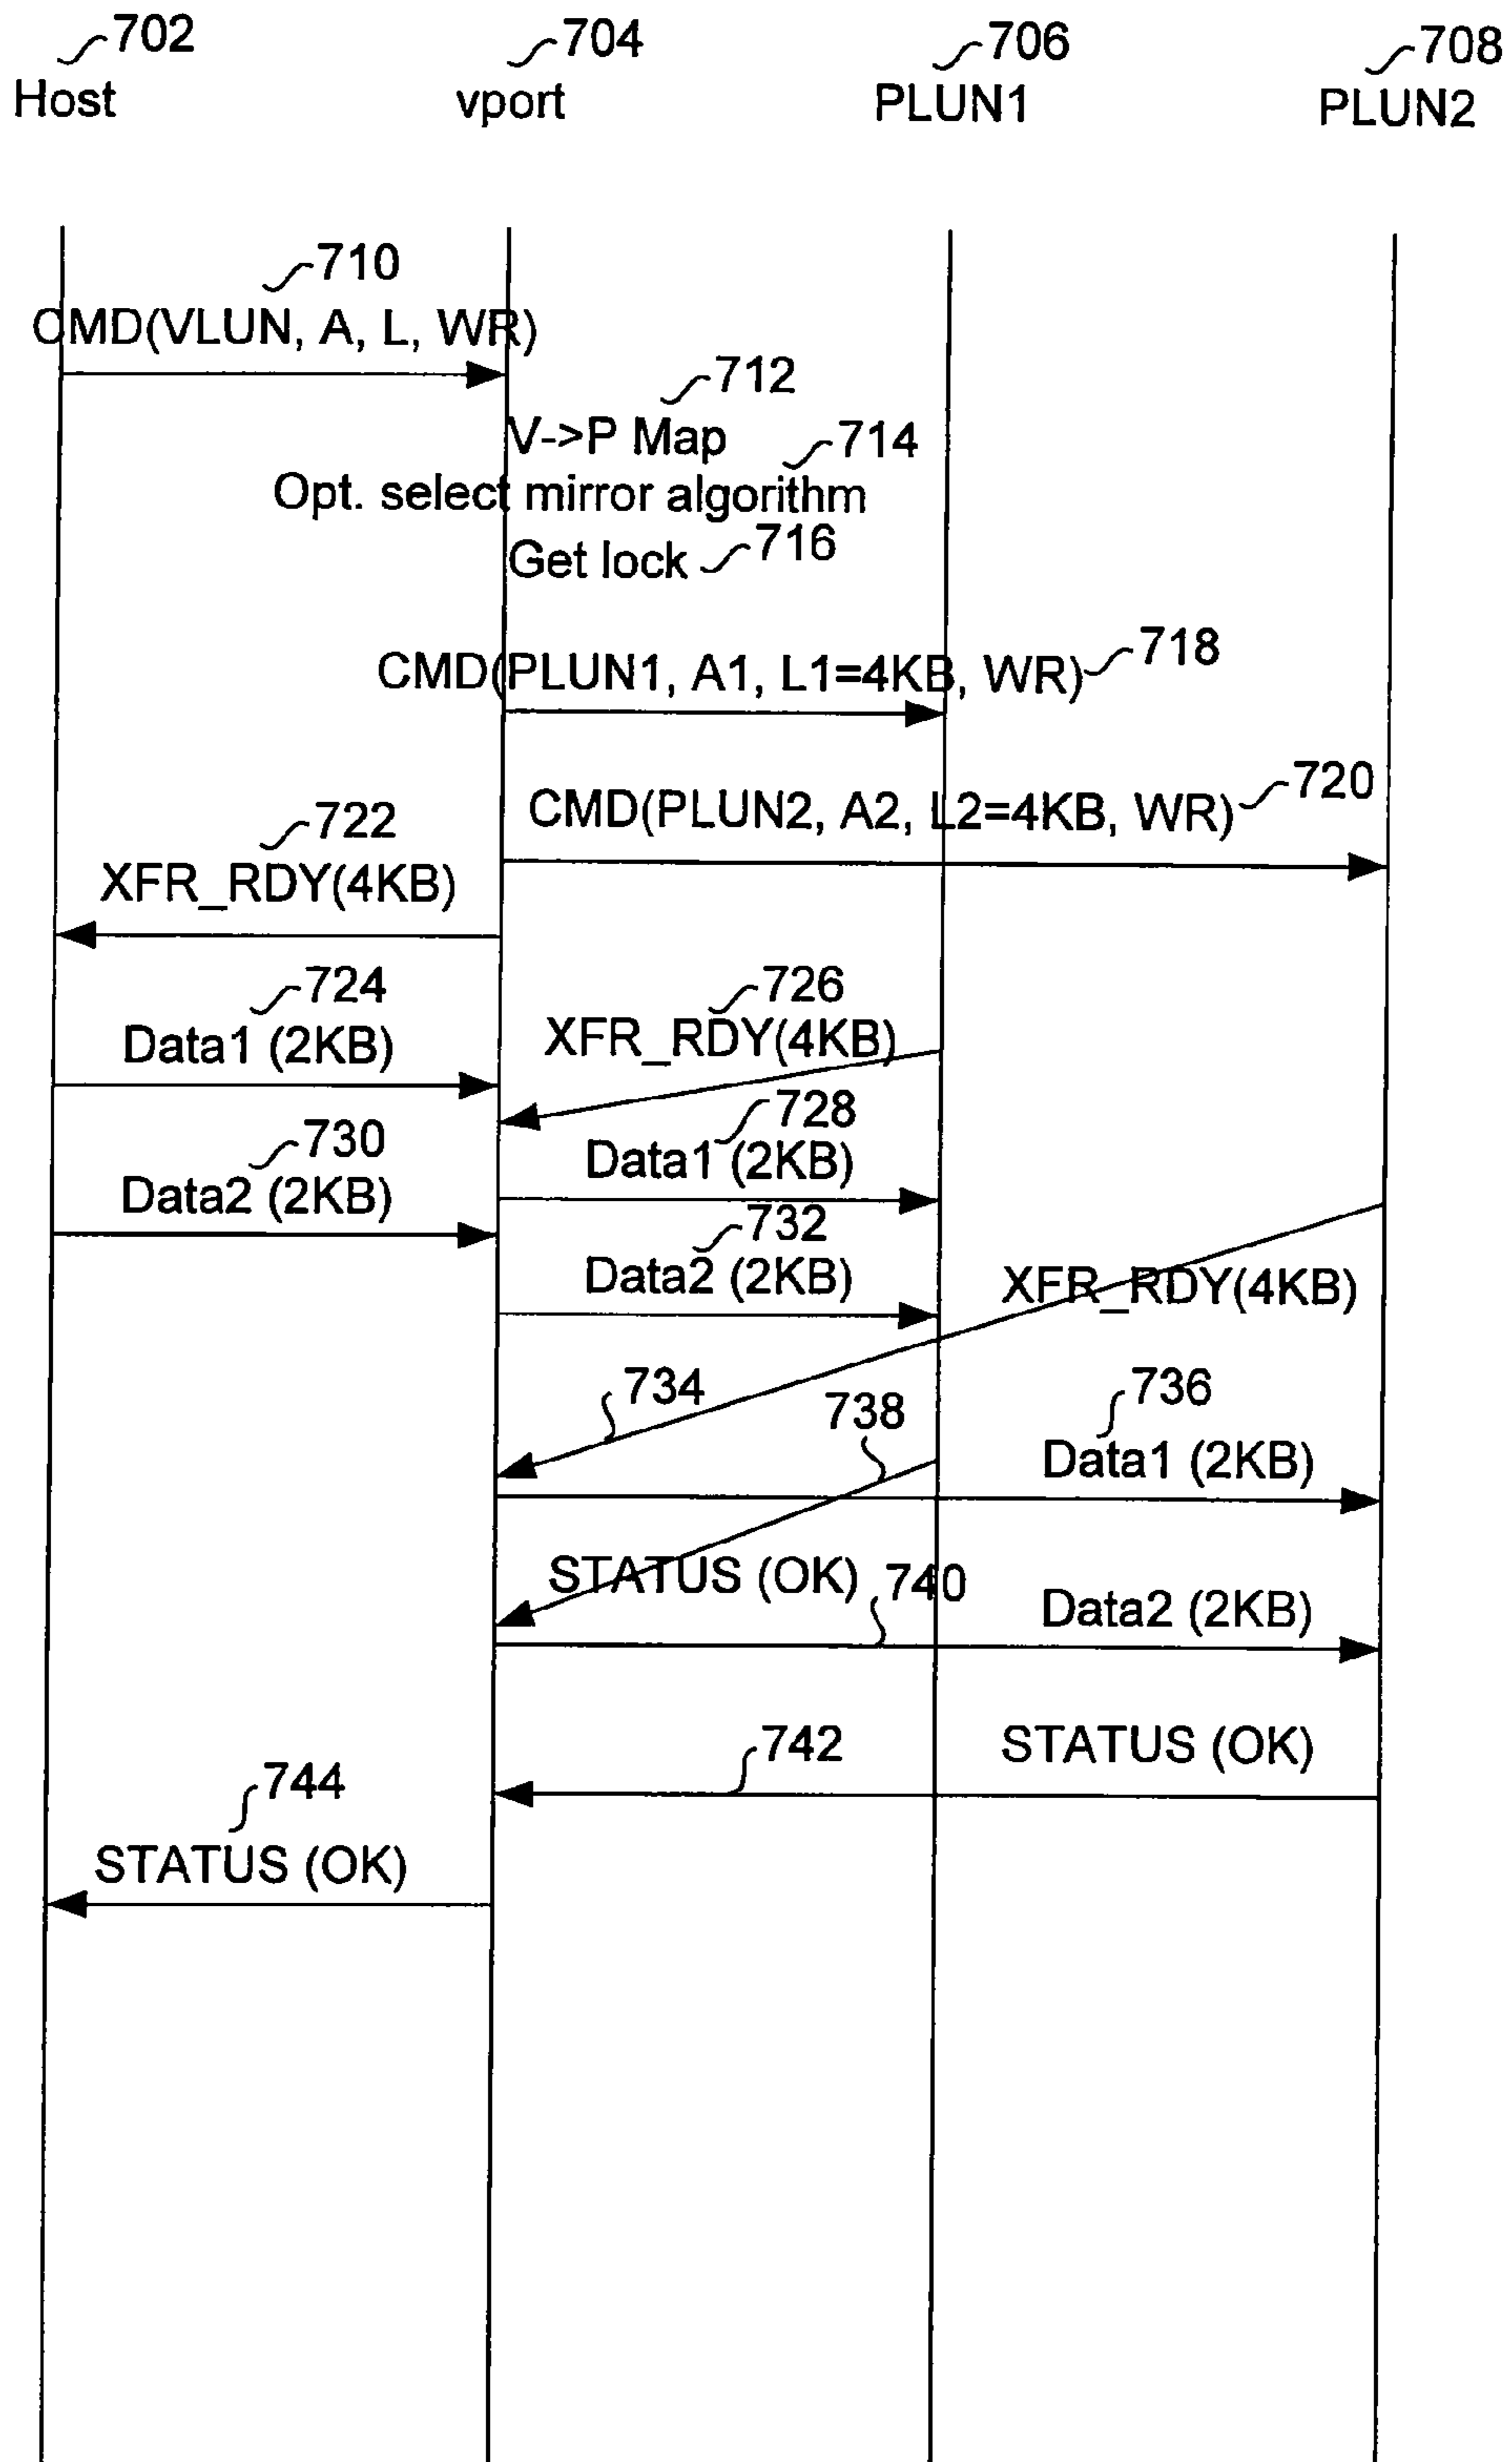 702
704
706
708
Host
vport
PLUN1
PLUN2
710
CMD(VLUN, A, L, WR)
712
V->P Map
714
Opt. select mirror algorithm
Get lock
716
CMD(PLUN1, A1, L1=4KB, WR)
718
CMD(PLUN2, A2, L2=4KB, WR)
720
722
XFR_RDY(4KB)
724
Data1 (2KB)
726
XFR_RDY(4KB)
728
Data1 (2KB)
730
Data2 (2KB)
732
Data2 (2KB)
XFR_RDY(4KB)
734
738
736
Data1 (2KB)
STATUS (OK)
740
Data2 (2KB)
742
STATUS (OK)
744
STATUS (OK)